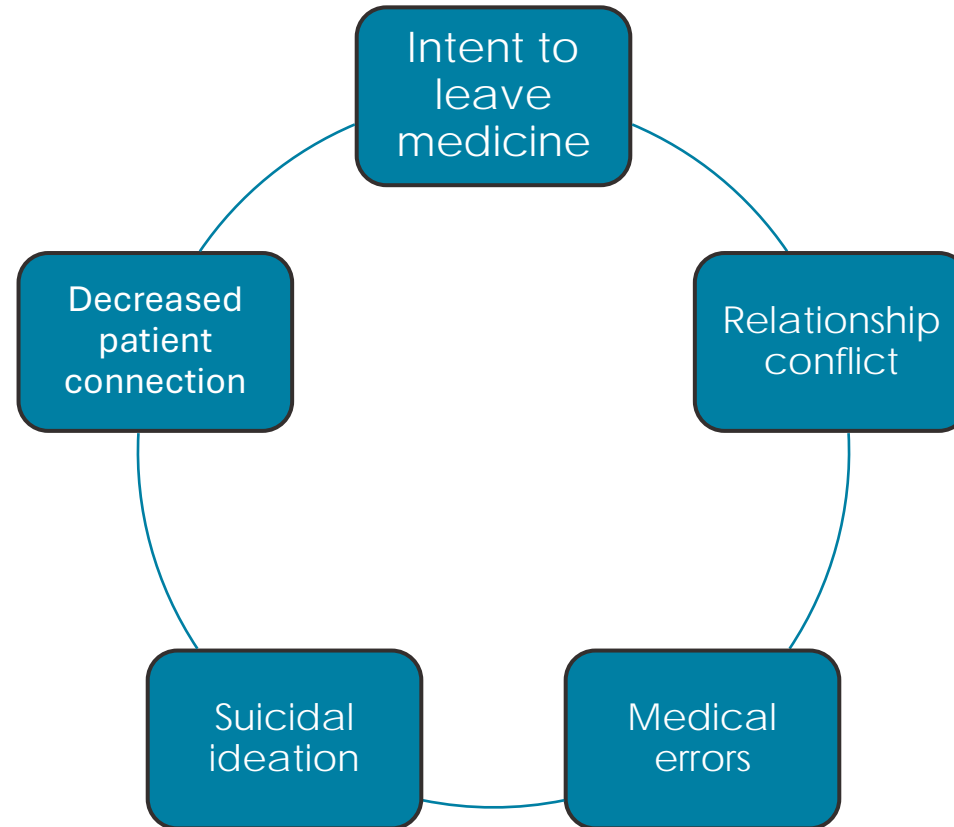 Intent to
leave
medicine
Relationship
conflict
Medical
errors
Suicidal
ideation
Decreased
patient
connection